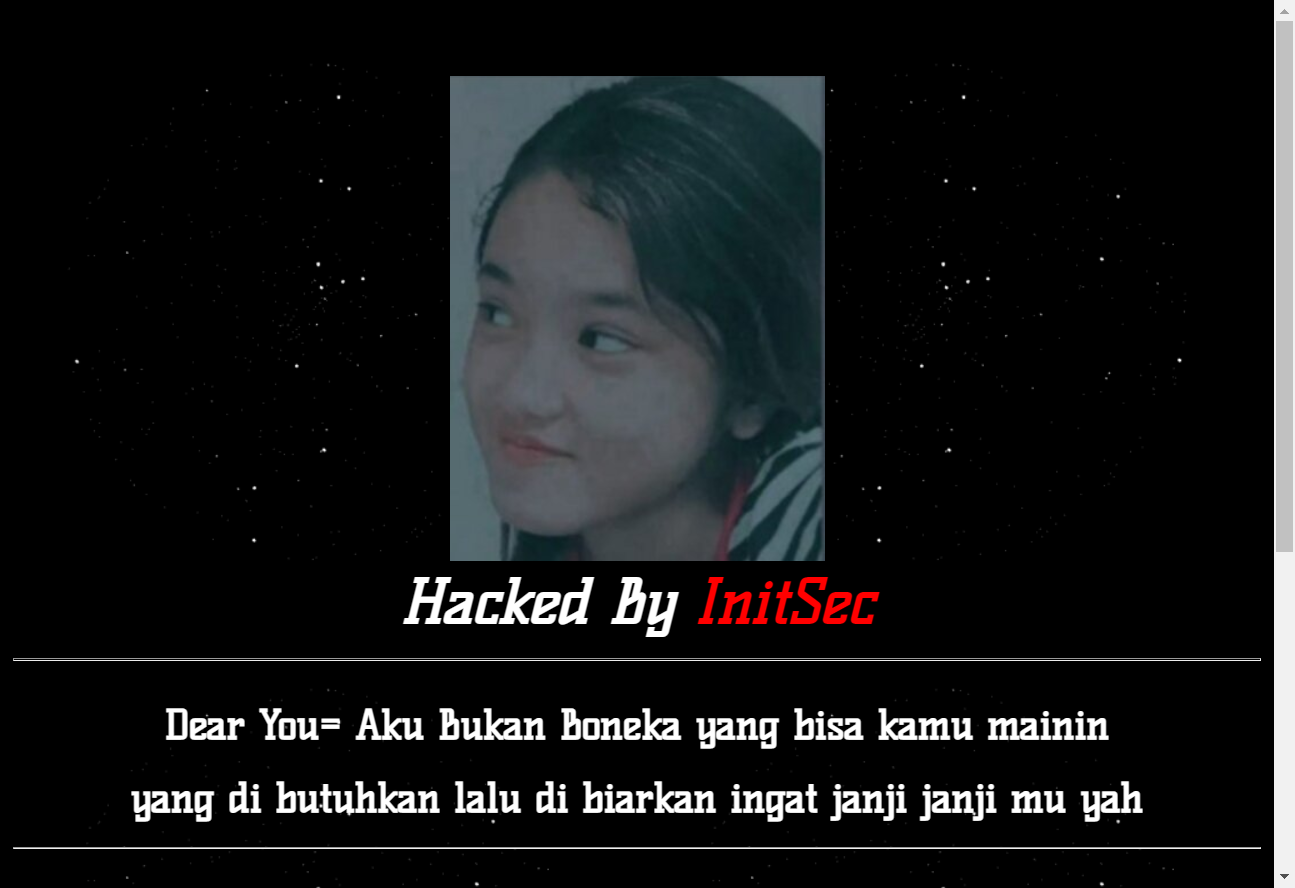 Hacked By InitSec
Dear You= Aku Bukan Boneka yang bisa kamu mainin
yang di butuhkan lalu di biarkan ingat janji janji mu yah